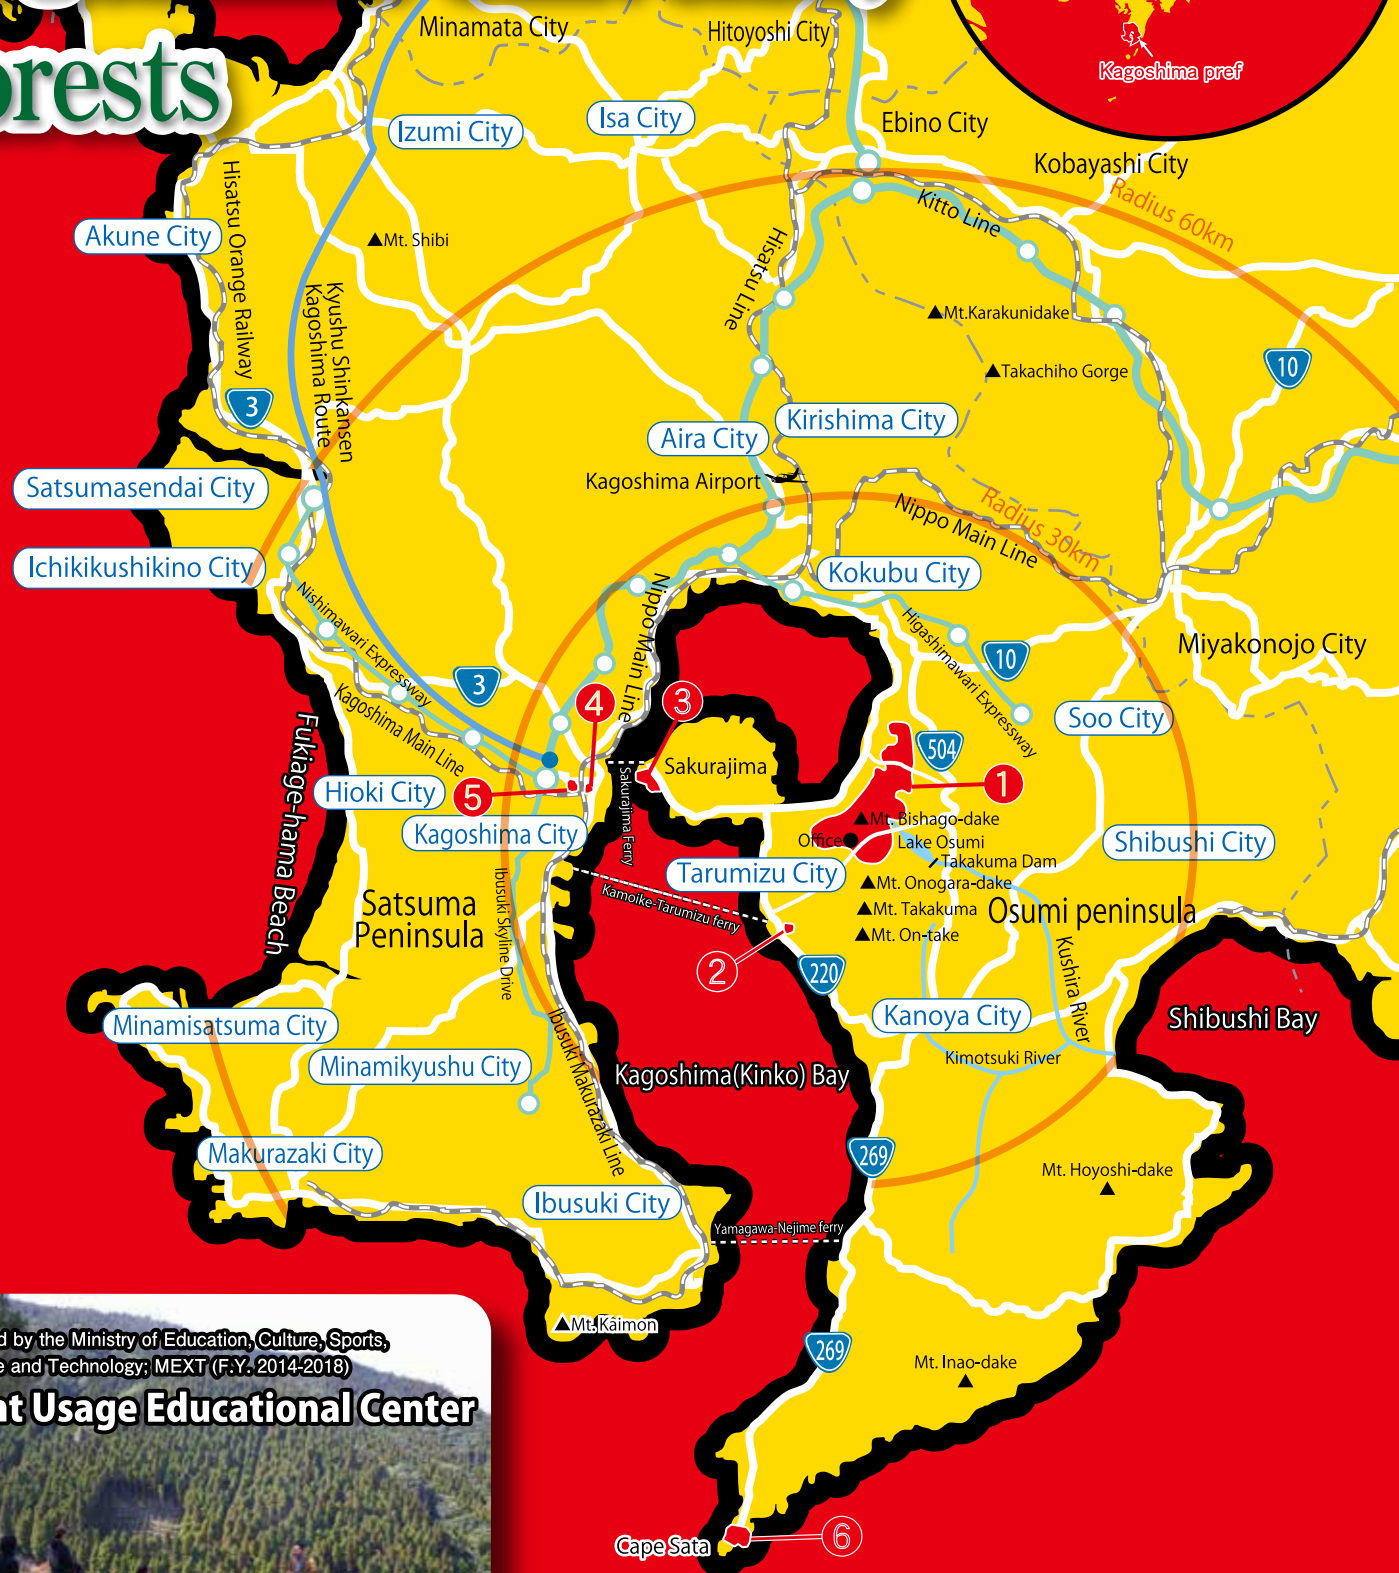 Minamata City
Hitoyoshi City
Kagoshima pref
orests
Izumi City
Isa City
Ebino City
Kobayashi City
Radius 60km
Akune City
Hisatsu Orange Railway
Mt. Shibi
Kitto Line
Hisatsu Line
Kyushu Shinkansen
Kagoshima Route
Mt.Karakunidake
Takachiho Gorge
10
3
Kirishima City
Aira City
Kagoshima Airport
Satsumasendai City
Nippo Main Line
Radius 30km
Ichikikushikino City
Kokubu City
Nishimawari Expressway
Nippo Main Line
Higashimawari Expressway
Miyakonojo City
10
3
4
3
Kagoshima Main Line
Soo City
504
Fukiage-hama Beach
Sakurajima
Sakurajima Ferry
Hioki City
5
1
Kagoshima City
Mt. Bishago-dake
Office
Lake Osumi
Shibushi City
Takakuma Dam
Tarumizu City
Mt. Onogara-dake
Kamoike-Tarumizu ferry
Ibusuki Skyline Drive
Satsuma
Peninsula
Mt. Takakuma
Osumi peninsula
Mt. On-take
Kushira River
2
220
Minamisatsuma City
Kanoya City
Shibushi Bay
Ibusuki Makurazaki Line
Minamikyushu City
Kimotsuki River
Kagoshima(Kinko) Bay
Makurazaki City
269
Mt. Hoyoshi-dake
Ibusuki City
Yamagawa-Nejime ferry
Mt. Kaimon
d by the Ministry of Education, Culture, Sports,
e and Technology; MEXT (F.Y. 2014-2018)
269
Mt. Inao-dake
nt Usage Educational Center
Cape Sata
6